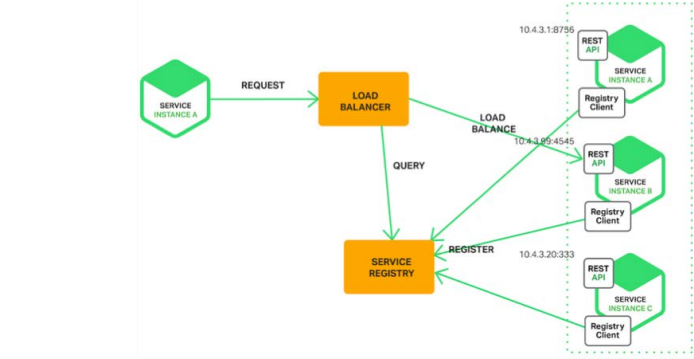 10.4.3.1:8756
REST
API
SERVICE
INSTANCE A
Registry
Client
SERVICE
INSTANCE A
REQUEST
LOAD
BALANCER
LOAD
BALANCE
10.4.3.99:4545
REST
API
SERVICE
INSTANCE B
Registry
Client
QUERY
SERVICE
REGISTRY
REGISTER
10.4.3.20:333
REST
API
SERVICE
INSTANCE C
Registry
Client